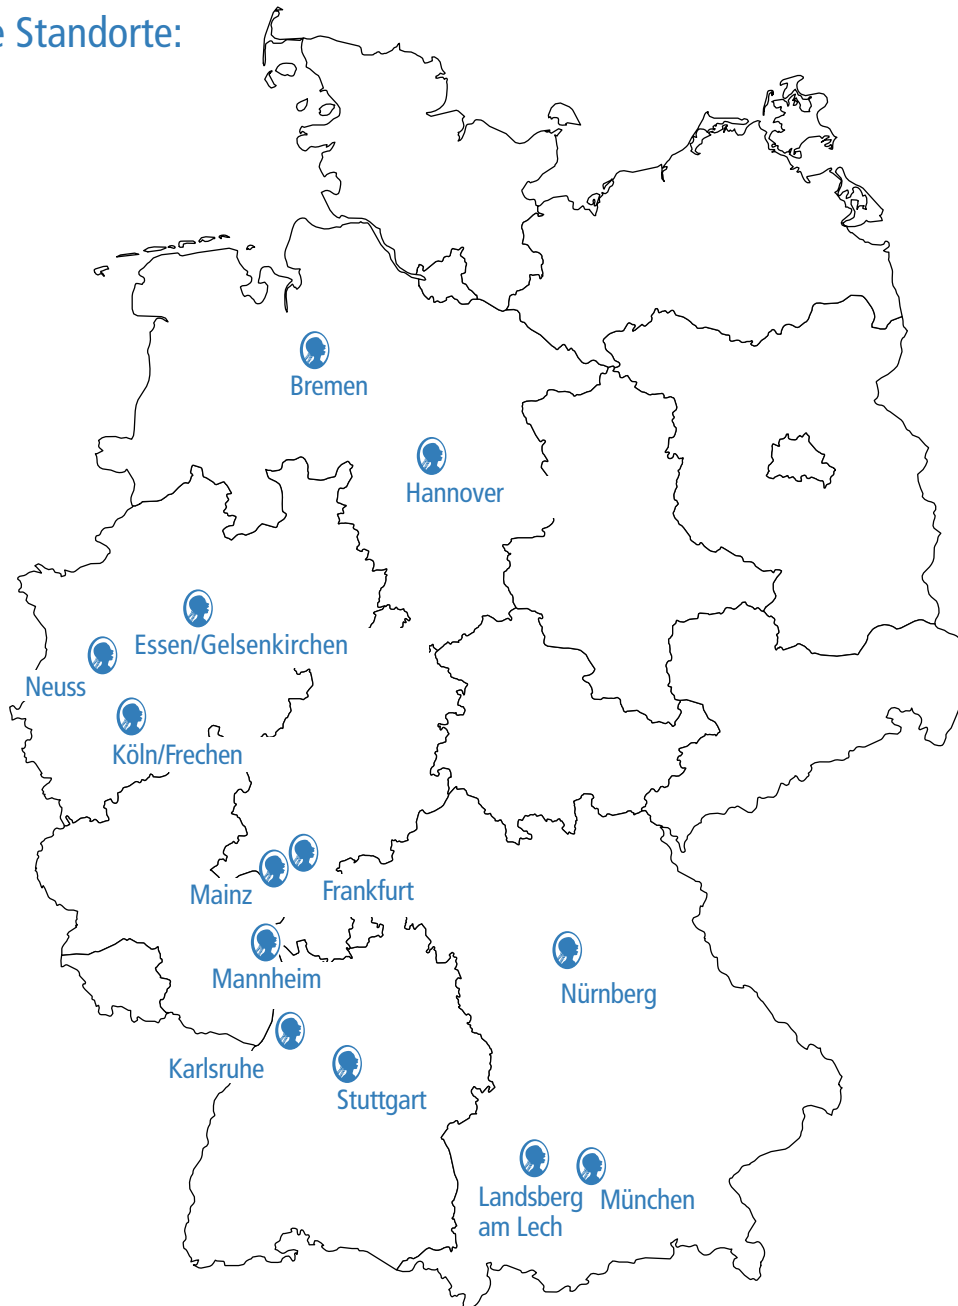 e Standorte:
Bremen
Hannover
Essen/Gelsenkirchen
Neuss
Köln/Frechen
Mainz
Frankfurt
Mannheim
Nürnberg
Karlsruhe
Stuttgart
Landsberg
am Lech
München